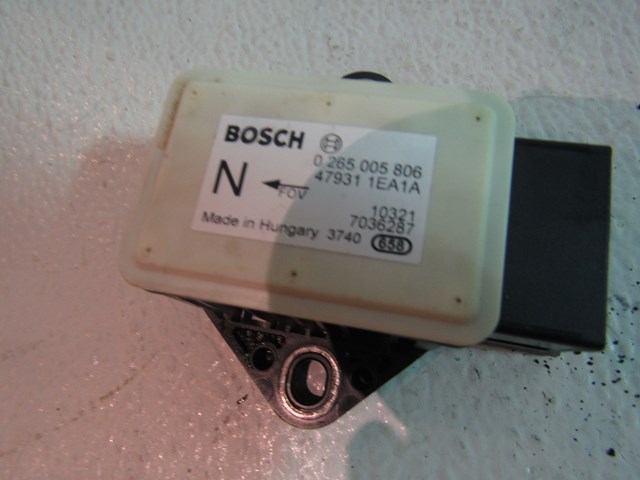 BOSCH
0 265 005 806
47931 1EA1A
N
FOV
10321
7036287
Made in Hungary 3740 658